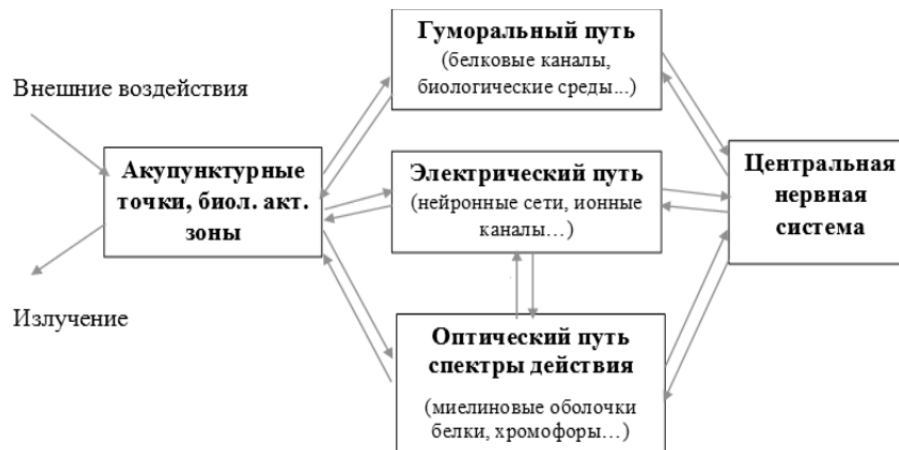 Гуморальный путь
(белковые каналы,
биологические среды...)
Внешние воздействия
Акупунктурные
точки, биол. акт.
зоны
Электрический путь
(нейронные сети, ионные
каналы…)
Центральная
нервная
система
Излучение
Оптический путь
спектры действия
(миелиновые оболочки
белки, хромофоры…)